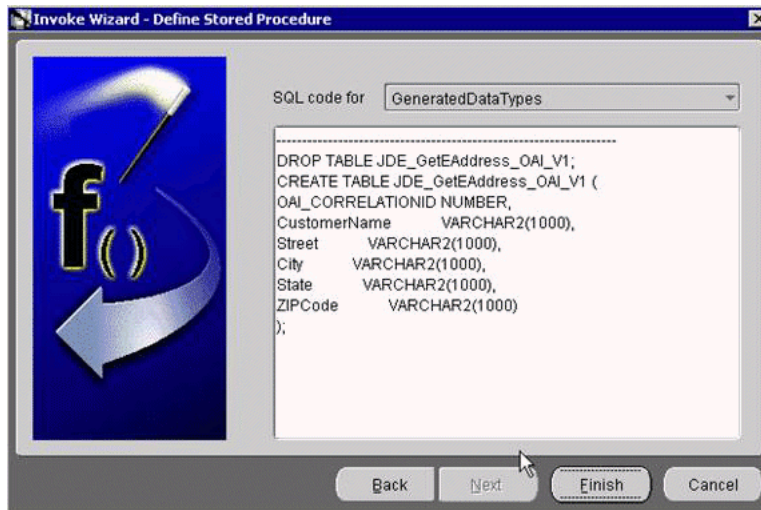 Invoke Wizard - Define Stored Procedure
f()
SQL code for GeneratedDataTypes
--------------------------------------------------------------------
DROP TABLE JDE_GetEAddress_OAI_V1;
CREATE TABLE JDE_GetEAddress_OAI_V1 (
OAI_CORRELATIONID NUMBER,
CustomerName VARCHAR2(1000),
Street VARCHAR2(1000),
City VARCHAR2(1000),
State VARCHAR2(1000),
ZIPCode VARCHAR2(1000)
);
Back Next Finish Cancel